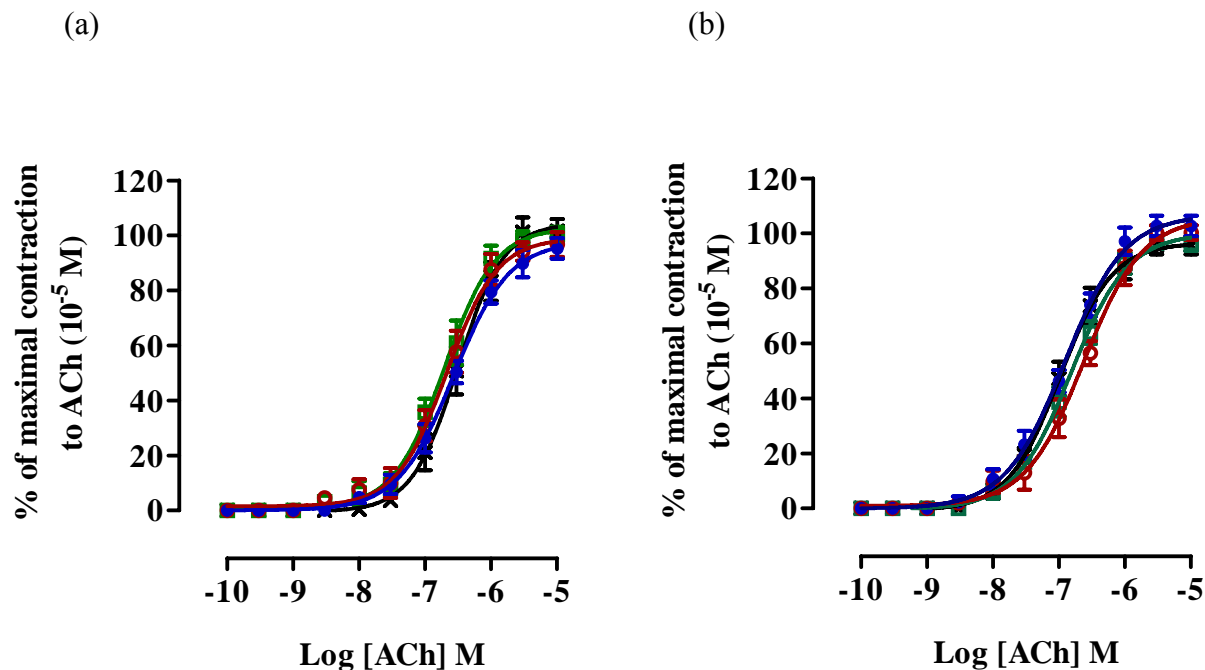 (a)
(b)
% of maximal contraction
to ACh (10⁻⁵ M)
120
100
80
60
40
20
0
-10 -9 -8 -7 -6 -5
Log [ACh] M
% of maximal contraction
to ACh (10⁻⁵ M)
120
100
80
60
40
20
0
-10 -9 -8 -7 -6 -5
Log [ACh] M